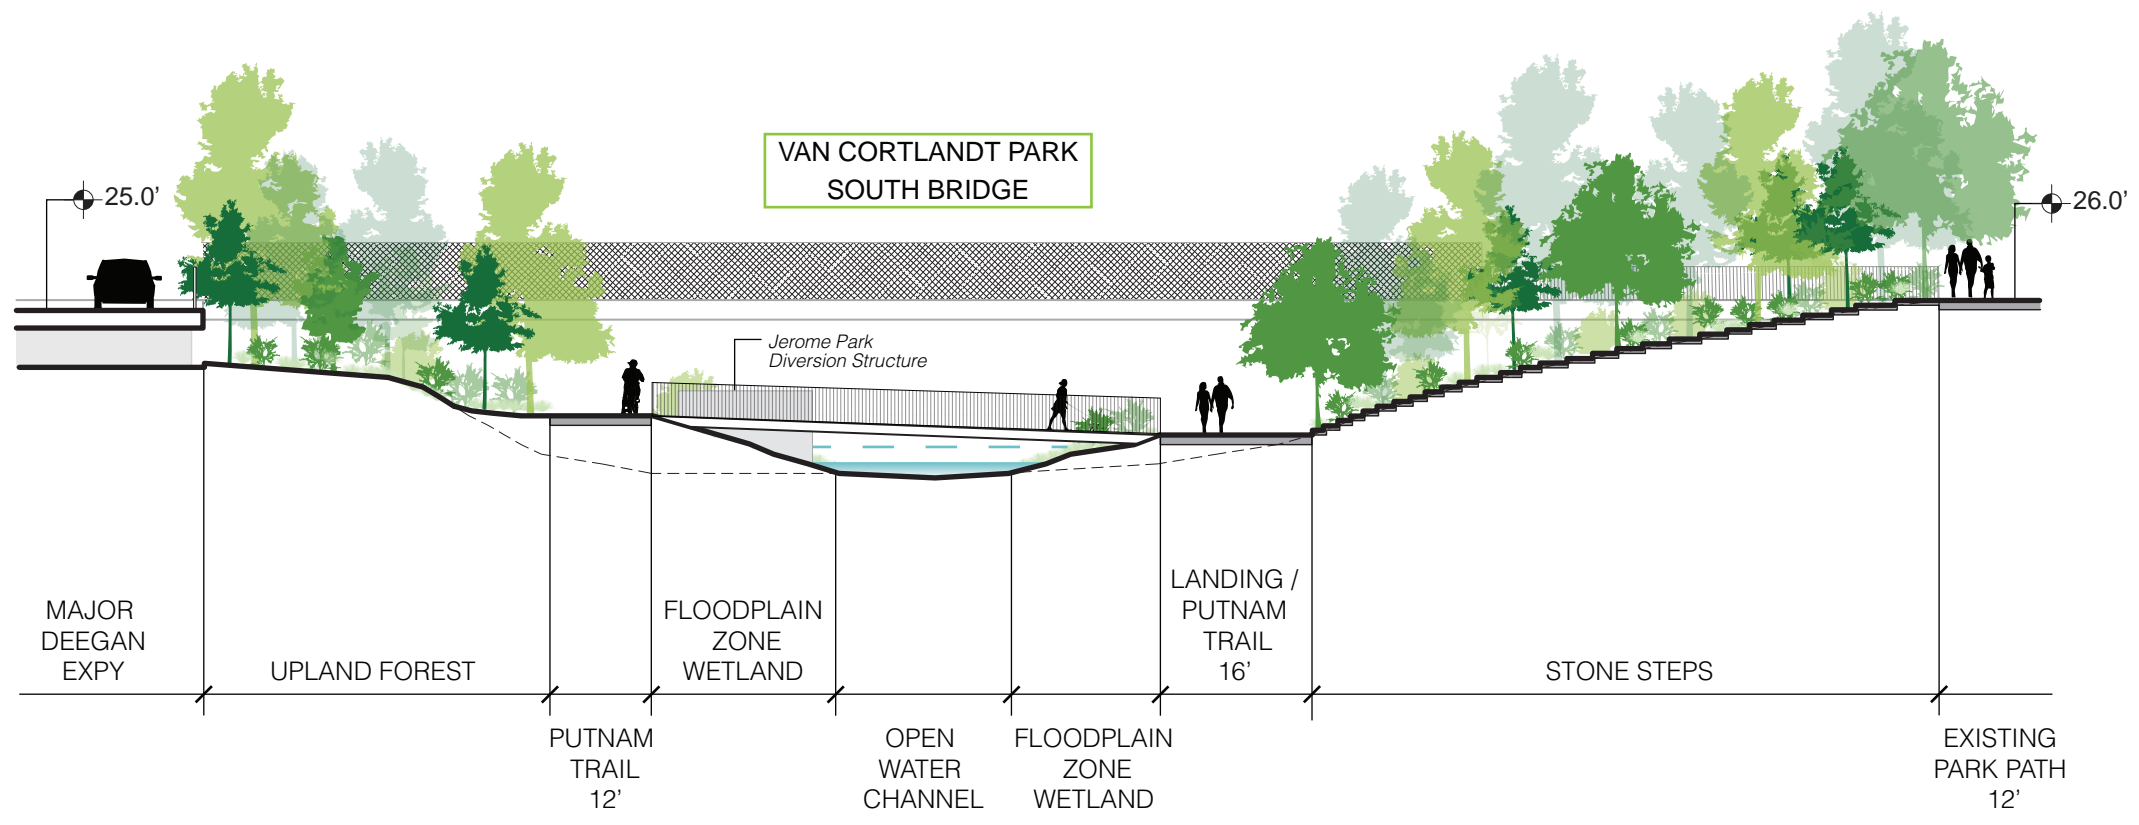 VAN CORTLANDT PARK
SOUTH BRIDGE
25.0’
26.0’
Jerome Park
Diversion Structure
MAJOR
DEEGAN
EXPY
UPLAND FOREST
PUTNAM
TRAIL
12’
FLOODPLAIN
ZONE
WETLAND
OPEN
WATER
CHANNEL
FLOODPLAIN
ZONE
WETLAND
LANDING /
PUTNAM
TRAIL
16’
STONE STEPS
EXISTING
PARK PATH
12’